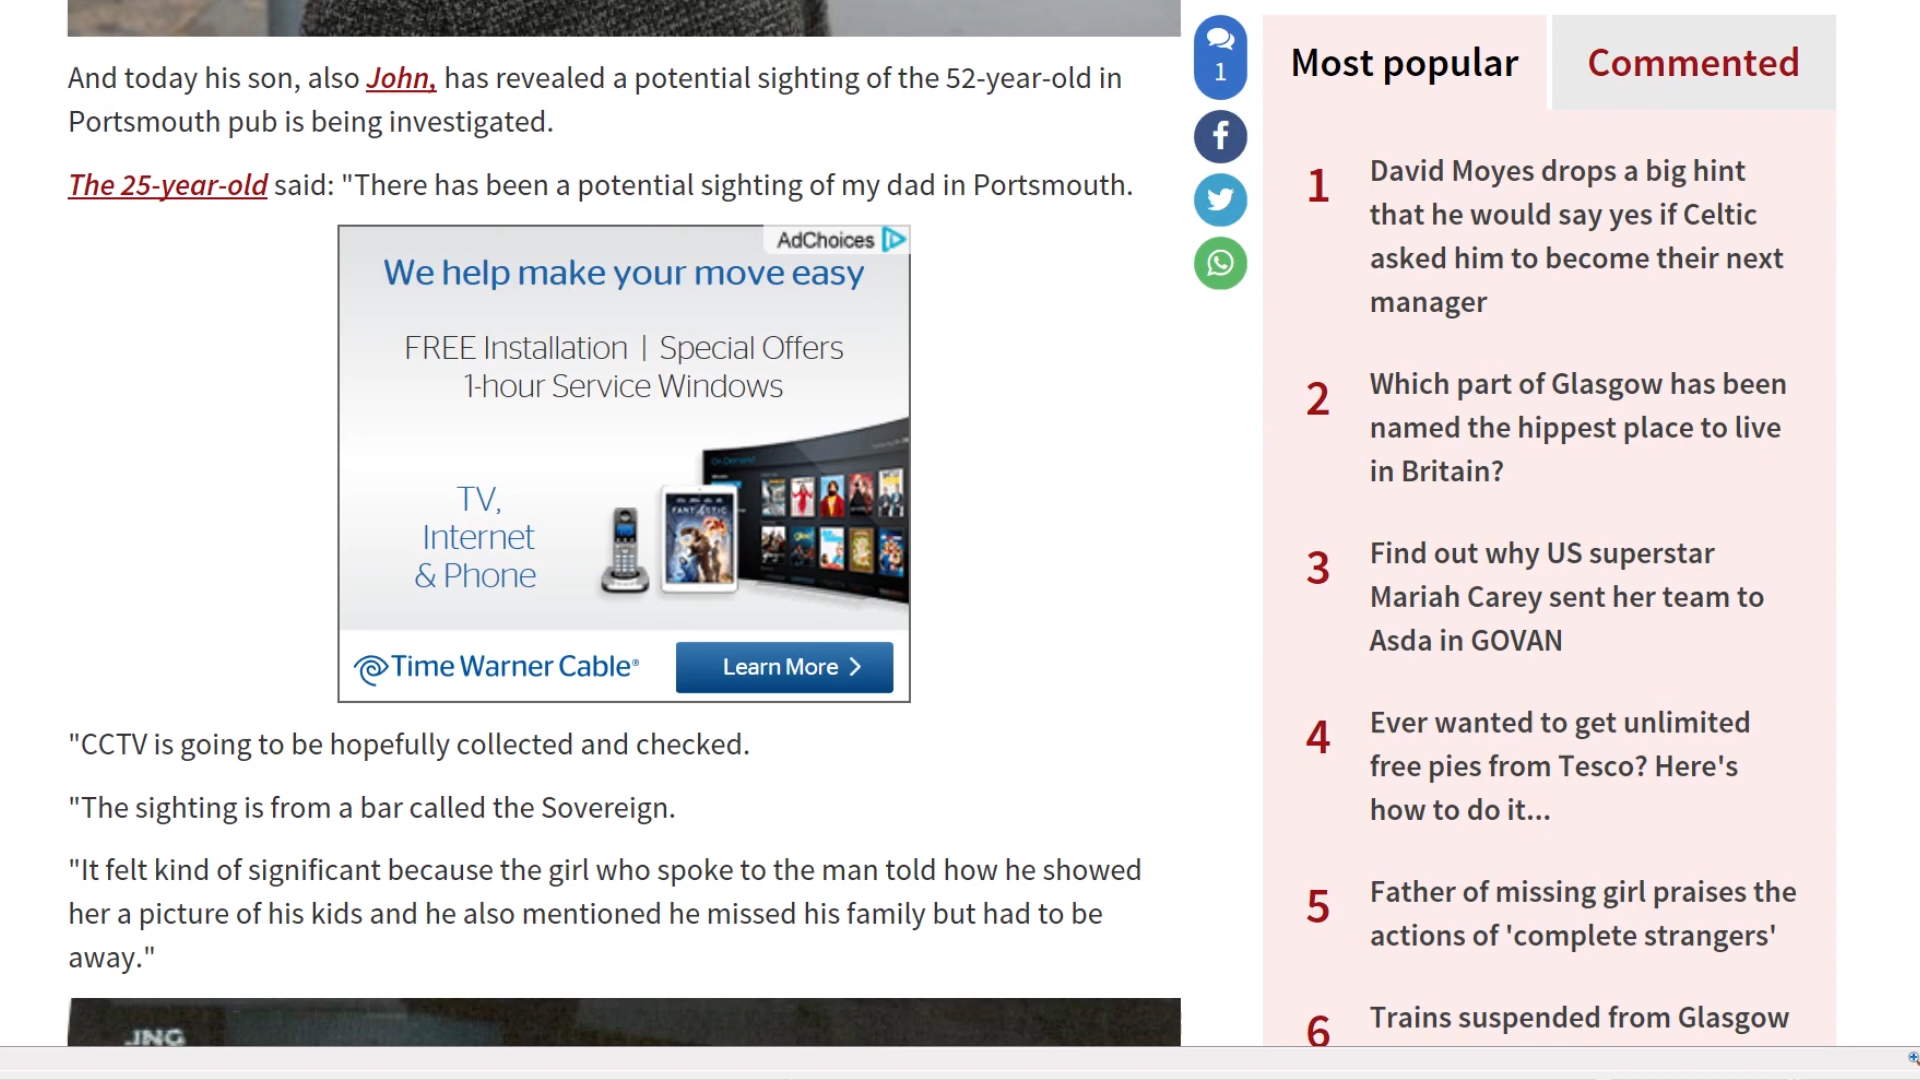 And today his son, also John, has revealed a potential sighting of the 52-year-old in
Portsmouth pub is being investigated.
The 25-year-old said: "There has been a potential sighting of my dad in Portsmouth.
AdChoices
We help make your move easy
FREE Installation | Special Offers
1-hour Service Windows
TV,
Internet
& Phone
On Demand
FANT4STIC
Time Warner Cable®
Learn More >
"CCTV is going to be hopefully collected and checked.
"The sighting is from a bar called the Sovereign.
"It felt kind of significant because the girl who spoke to the man told how he showed
her a picture of his kids and he also mentioned he missed his family but had to be
away."
JNG
1
Most popular
Commented
1
David Moyes drops a big hint
that he would say yes if Celtic
asked him to become their next
manager
2
Which part of Glasgow has been
named the hippest place to live
in Britain?
3
Find out why US superstar
Mariah Carey sent her team to
Asda in GOVAN
4
Ever wanted to get unlimited
free pies from Tesco? Here's
how to do it...
5
Father of missing girl praises the
actions of 'complete strangers'
6
Trains suspended from Glasgow